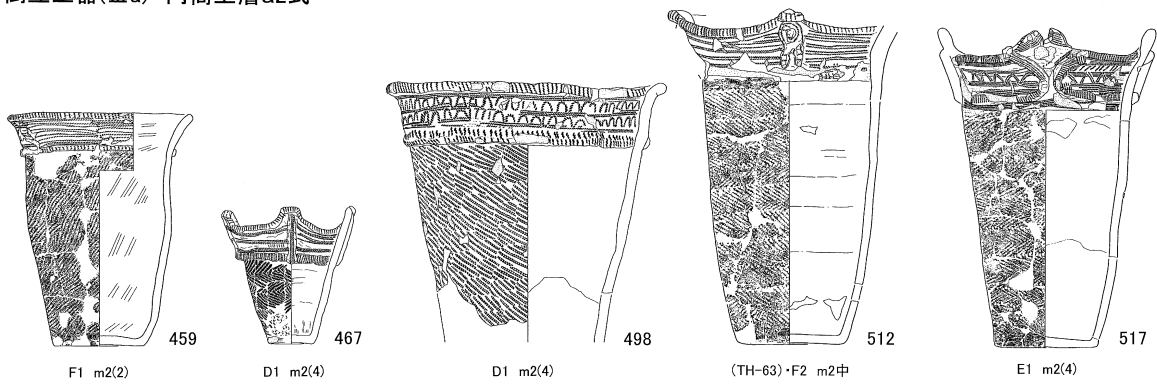 459
467
498
512
517
F1 m2(2)
D1 m2(4)
D1 m2(4)
(TH-63)・F2 m2中
E1 m2(4)